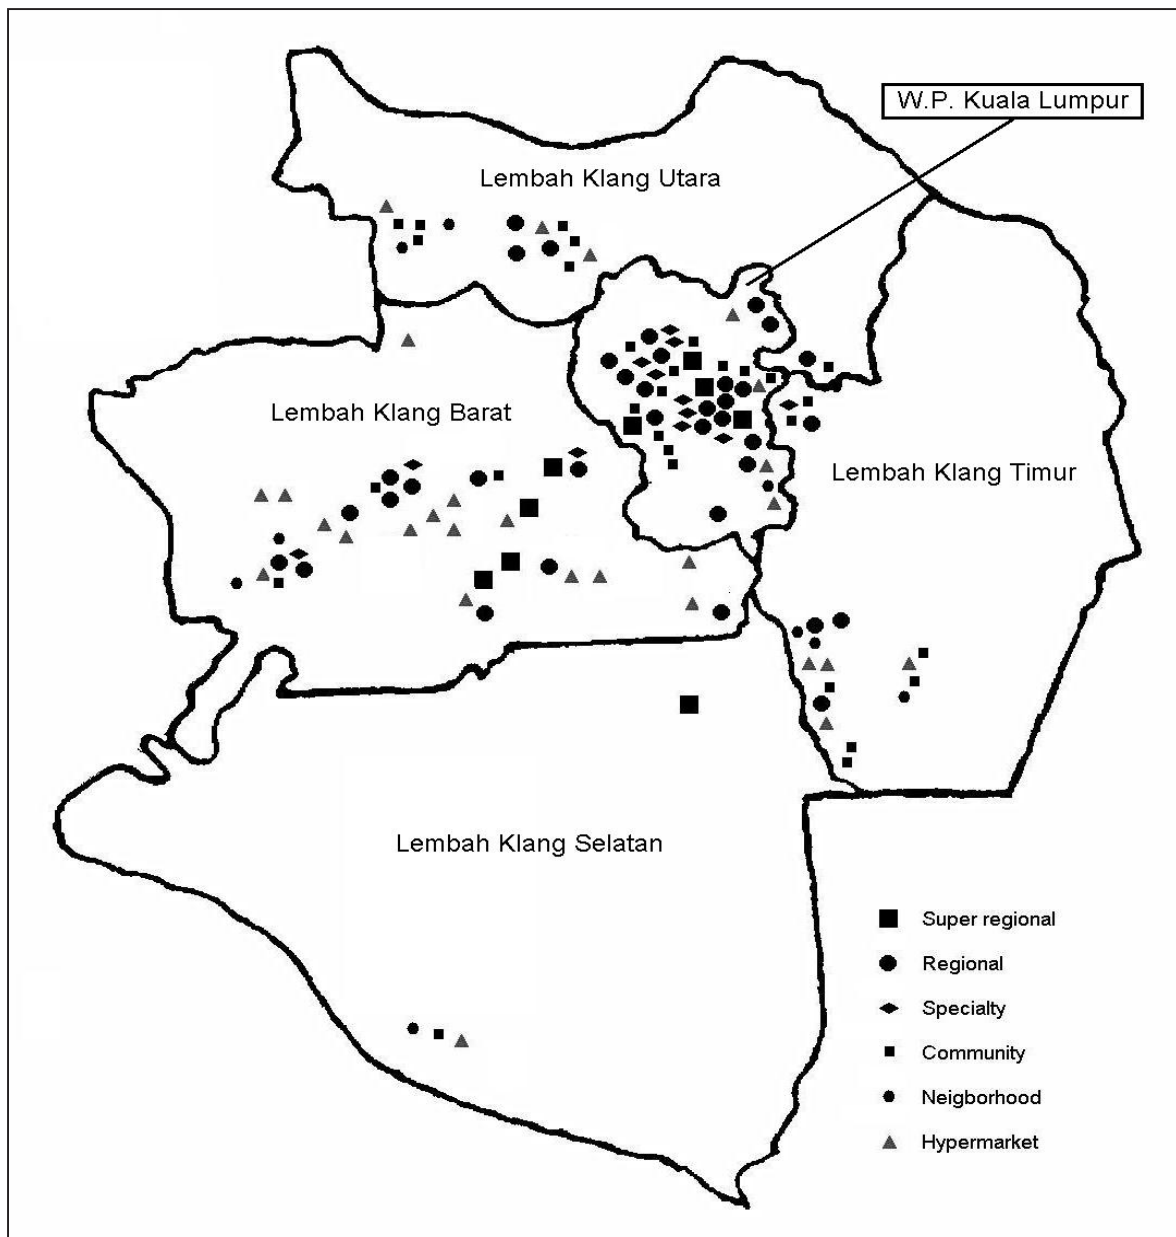 W.P. Kuala Lumpur
Lembah Klang Utara
Lembah Klang Barat
Lembah Klang Timur
Lembah Klang Selatan
Super regional
Regional
Specialty
Community
Neigborhood
Hypermarket